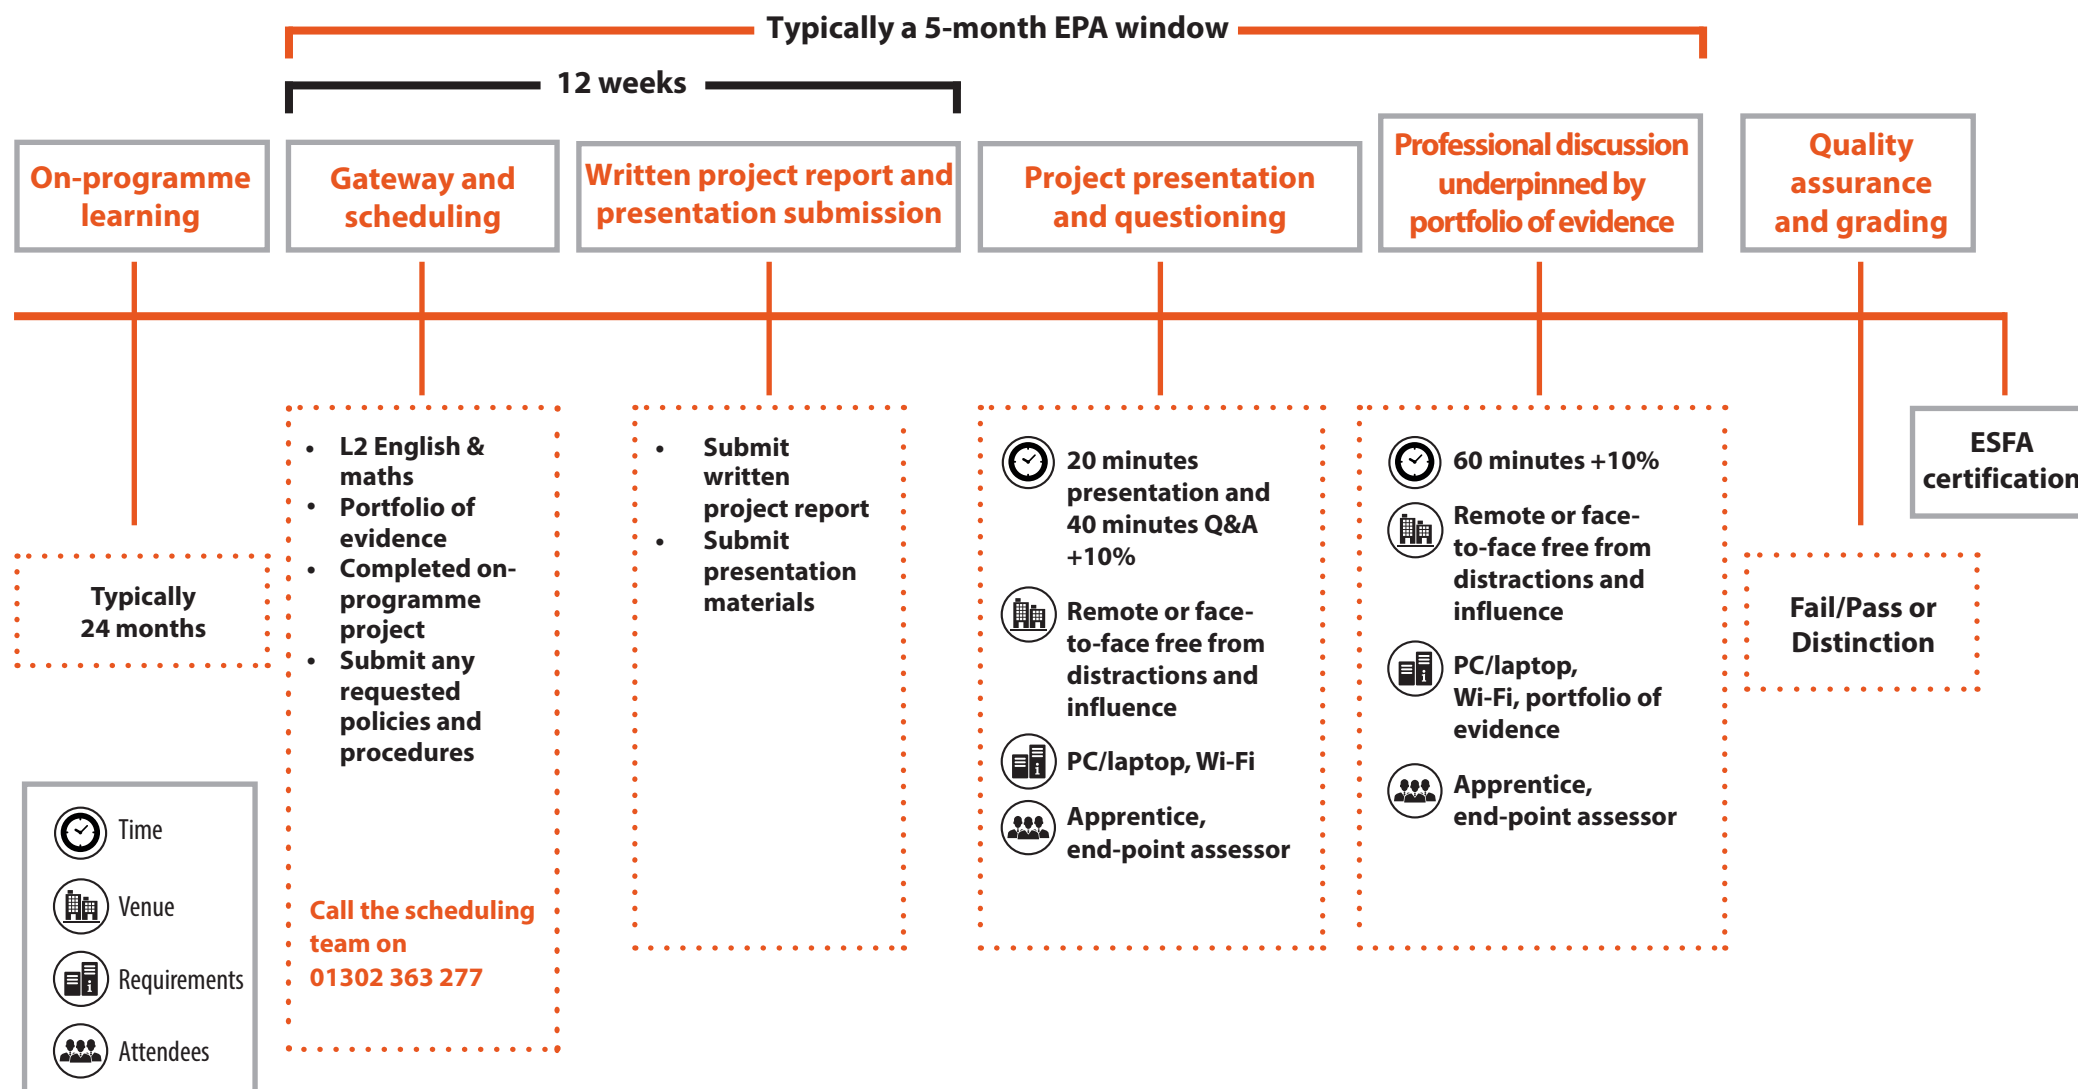 Typically a 5-month EPA window
12 weeks
On-programme
learning
Gateway and
scheduling
Written project report and
presentation submission
Project presentation
and questioning
Professional discussion
underpinned by
portfolio of evidence
Quality
assurance
and grading
Typically
24 months
• L2 English &
maths
• Portfolio of
evidence
• Completed on-
programme
project
• Submit any
requested
policies and
procedures
Call the scheduling
team on
01302 363 277
• Submit
written
project report
• Submit
presentation
materials
20 minutes
presentation and
40 minutes Q&A
+10%
Remote or face-
to-face free from
distractions and
influence
PC/laptop, Wi-Fi
Apprentice,
end-point assessor
60 minutes +10%
Remote or face-
to-face free from
distractions and
influence
PC/laptop,
Wi-Fi, portfolio of
evidence
Apprentice,
end-point assessor
Fail/Pass or
Distinction
ESFA
certification
Time
Venue
Requirements
Attendees